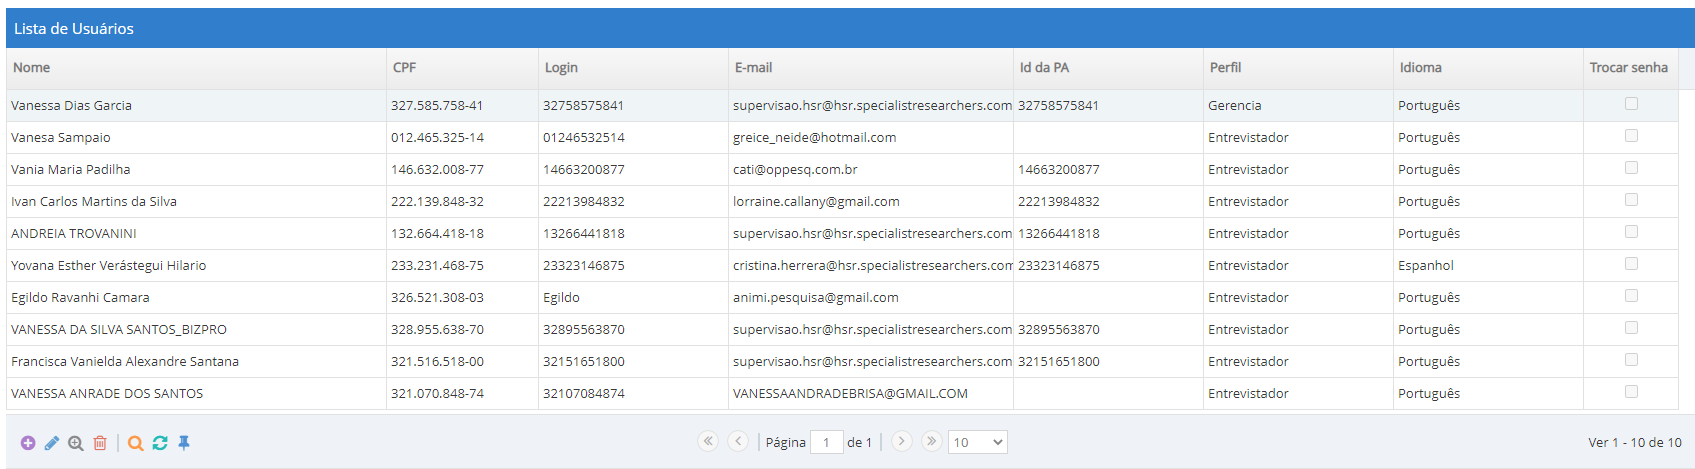 Lista de Usuários
Nome CPF Login E-mail Id da PA Perfil Idioma Trocar senha
Vanessa Dias Garcia 327.585.758-41 32758575841 supervisao.hsr@hsr.specialistresearchers.com 32758575841 Gerencia Português
Vanesa Sampaio 012.465.325-14 01246532514 greice_neide@hotmail.com Entrevistador Português
Vania Maria Padilha 146.632.008-77 14663200877 cati@oppesq.com.br 14663200877 Entrevistador Português
Ivan Carlos Martins da Silva 222.139.848-32 22213984832 lorraine.callany@gmail.com 22213984832 Entrevistador Português
ANDREIA TROVANINI 132.664.418-18 13266441818 supervisao.hsr@hsr.specialistresearchers.com 13266441818 Entrevistador Português
Yovana Esther Verástegui Hilario 233.231.468-75 23323146875 cristina.herrera@hsr.specialistresearchers.com 23323146875 Entrevistador Espanhol
Egildo Ravanhi Camara 326.521.308-03 Egildo animi.pesquisa@gmail.com Entrevistador Português
VANESSA DA SILVA SANTOS_BIZPRO 328.955.638-70 32895563870 supervisao.hsr@hsr.specialistresearchers.com 32895563870 Entrevistador Português
Francisca Vanielda Alexandre Santana 321.516.518-00 32151651800 supervisao.hsr@hsr.specialistresearchers.com 32151651800 Entrevistador Português
VANESSA ANRADE DOS SANTOS 321.070.848-74 32107084874 VANESSAANDRADEBRISA@GMAIL.COM Entrevistador Português
Página 1 de 1 10 Ver 1 - 10 de 10